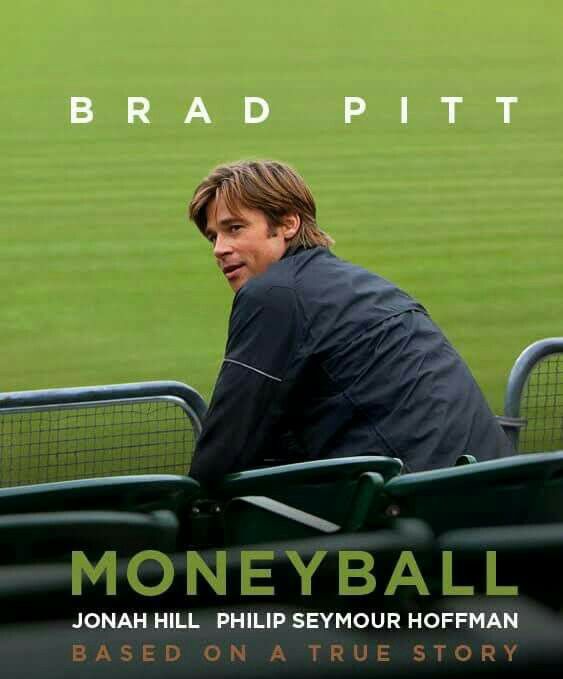 BRAD PITT
MONEYBALL
JONAH HILL PHILIP SEYMOUR HOFFMAN
BASED ON A TRUE STORY